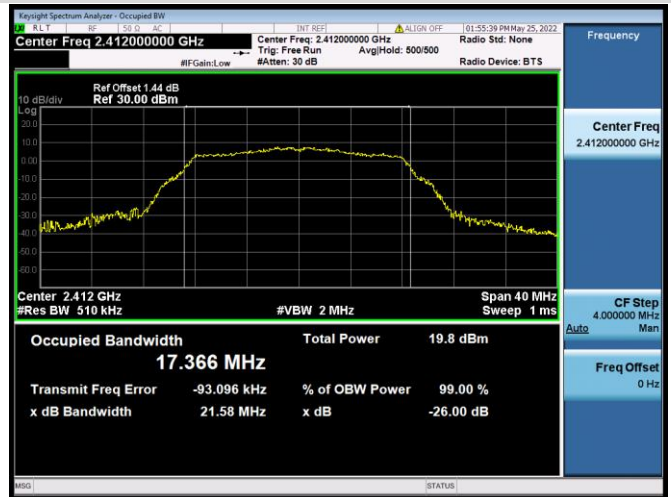 Keysight Spectrum Analyzer - Occupied BW
RLT RF 50 Ω AC INT REF ALIGN OFF 01:55:39 PM May 25, 2022
Center Freq 2.412000000 GHz
Center Freq: 2.412000000 GHz
Radio Std: None
Trig: Free Run Avg|Hold: 500/500
#IFGain:Low
#Atten: 30 dB
Radio Device: BTS
Frequency
Ref Offset 1.44 dB
10 dB/div Ref 30.00 dBm
Log
20.0
10.0
0.00
-10.0
-20.0
-30.0
-40.0
-50.0
-60.0
Center Freq
2.412000000 GHz
Center 2.412 GHz
Span 40 MHz
#Res BW 510 kHz
#VBW 2 MHz
Sweep 1 ms
CF Step
4.000000 MHz
Auto Man
Occupied Bandwidth
Total Power 19.8 dBm
17.366 MHz
Transmit Freq Error -93.096 kHz
% of OBW Power 99.00 %
x dB Bandwidth 21.58 MHz
x dB -26.00 dB
Freq Offset
0 Hz
MSG
STATUS